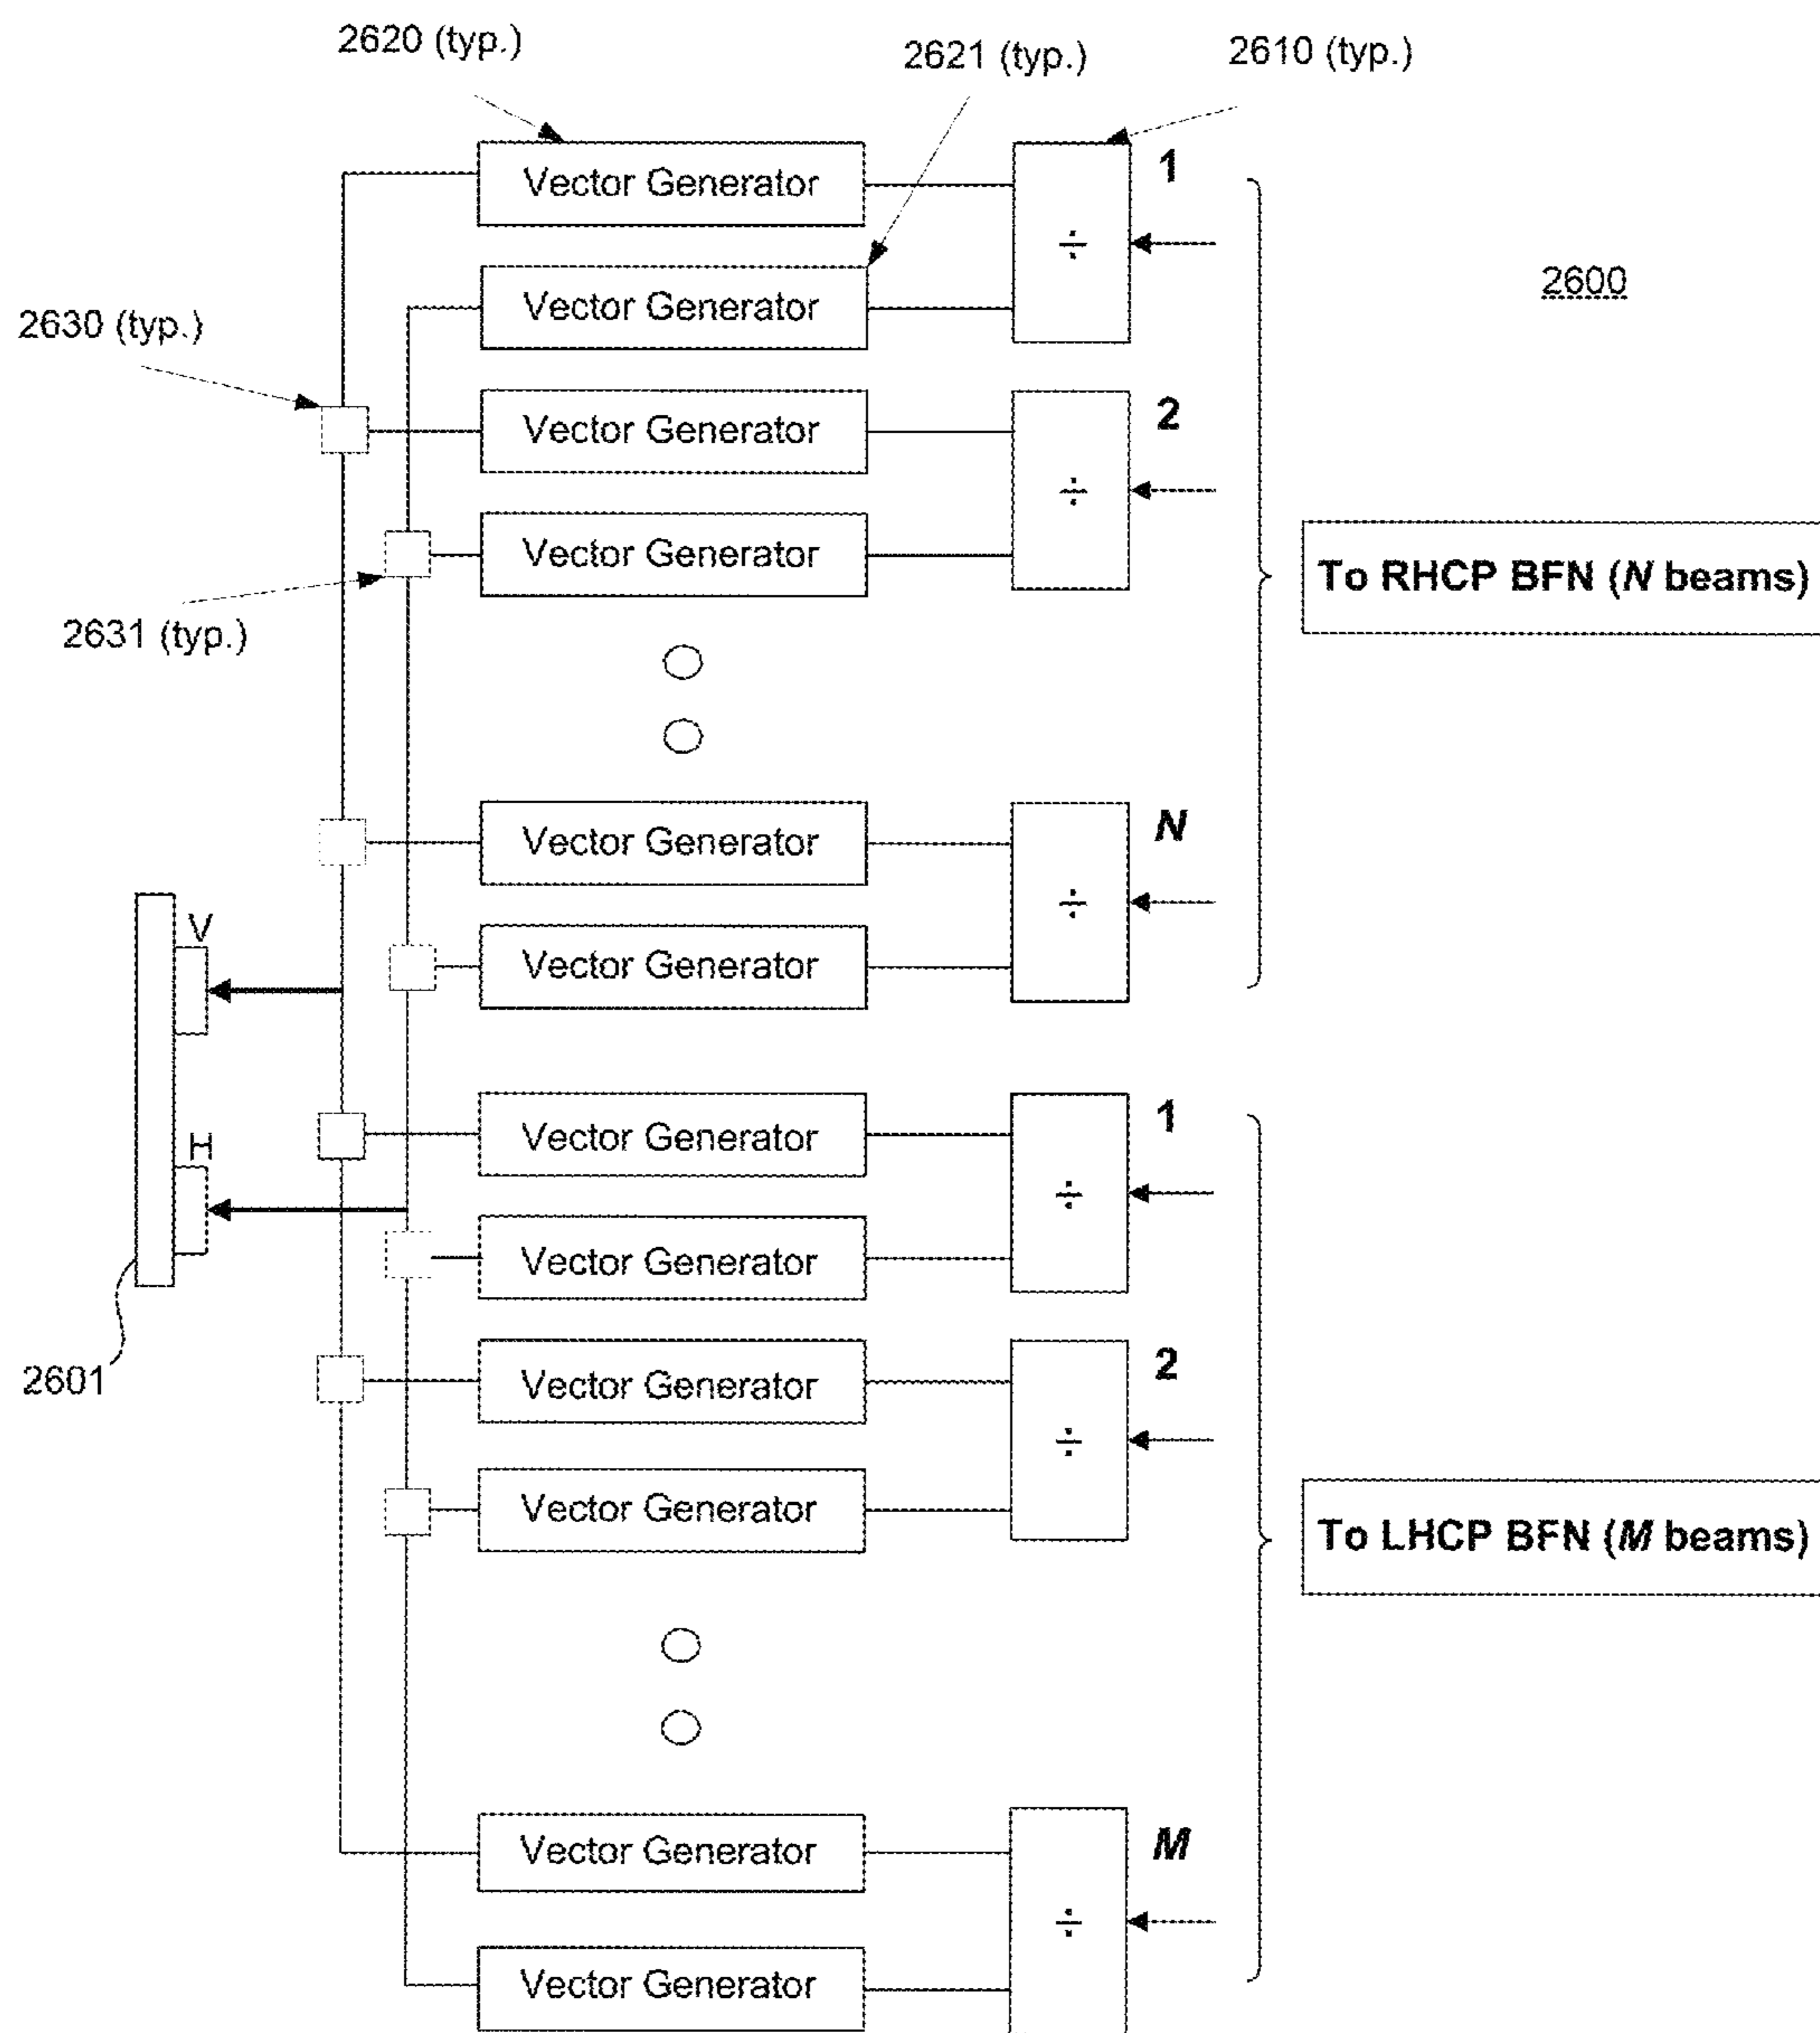 2620 (typ.)
2621 (typ.)
2610 (typ.)
Vector Generator
÷
1
2600
Vector Generator
2630 (typ.)
Vector Generator
÷
2
Vector Generator
To RHCP BFN (N beams)
2631 (typ.)
Vector Generator
÷
N
V
Vector Generator
Vector Generator
÷
1
H
Vector Generator
2601
Vector Generator
÷
2
Vector Generator
To LHCP BFN (M beams)
Vector Generator
÷
M
Vector Generator